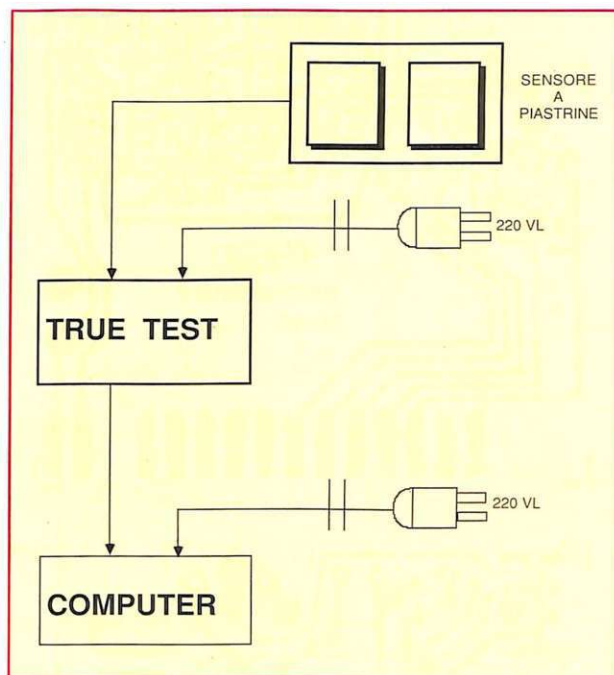 SENSORE
A
PIASTRINE
220 VL
TRUE TEST
220 VL
COMPUTER